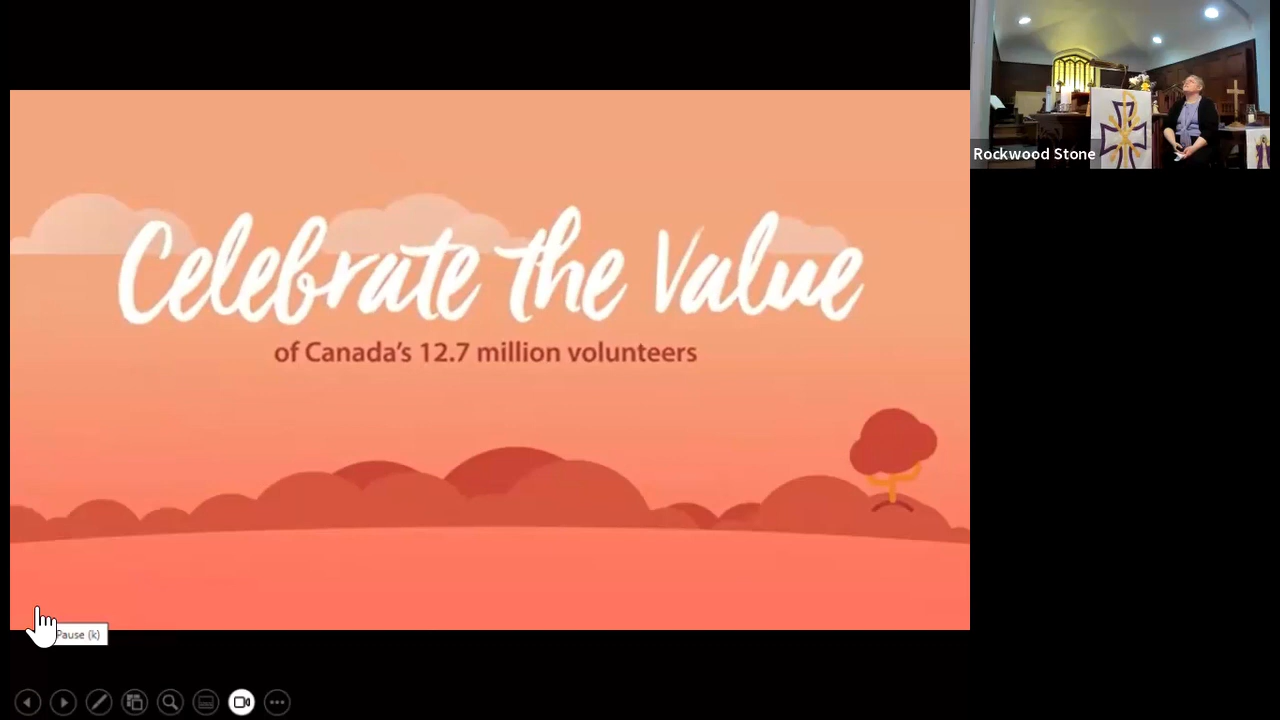 Rockwood Stone
Celebrate the Value
of Canada's 12.7 million volunteers
Pause (k)